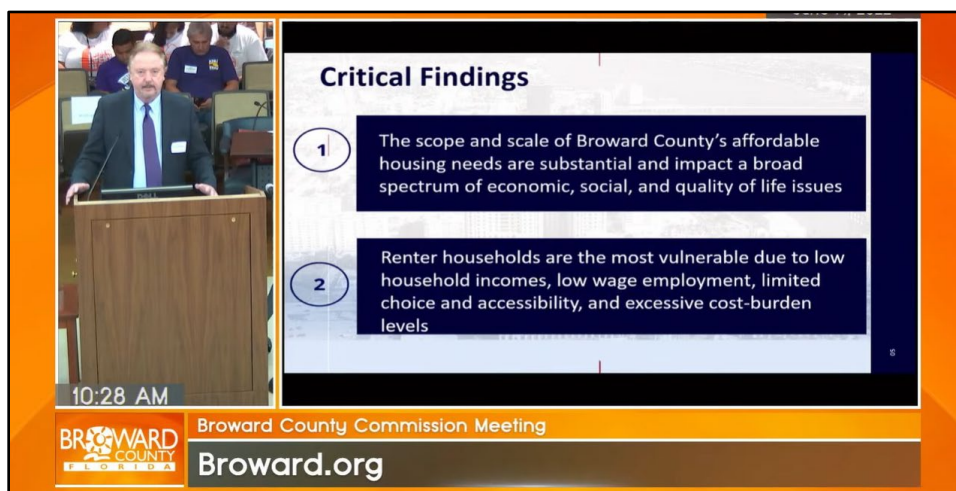 Critical Findings
1
The scope and scale of Broward County's affordable
housing needs are substantial and impact a broad
spectrum of economic, social, and quality of life issues
2
Renter households are the most vulnerable due to low
household incomes, low wage employment, limited
choice and accessibility, and excessive cost-burden
levels
50
DELL
10:28 AM
BROWARD
COUNTY
FLORIDA
Broward County Commission Meeting
Broward.org